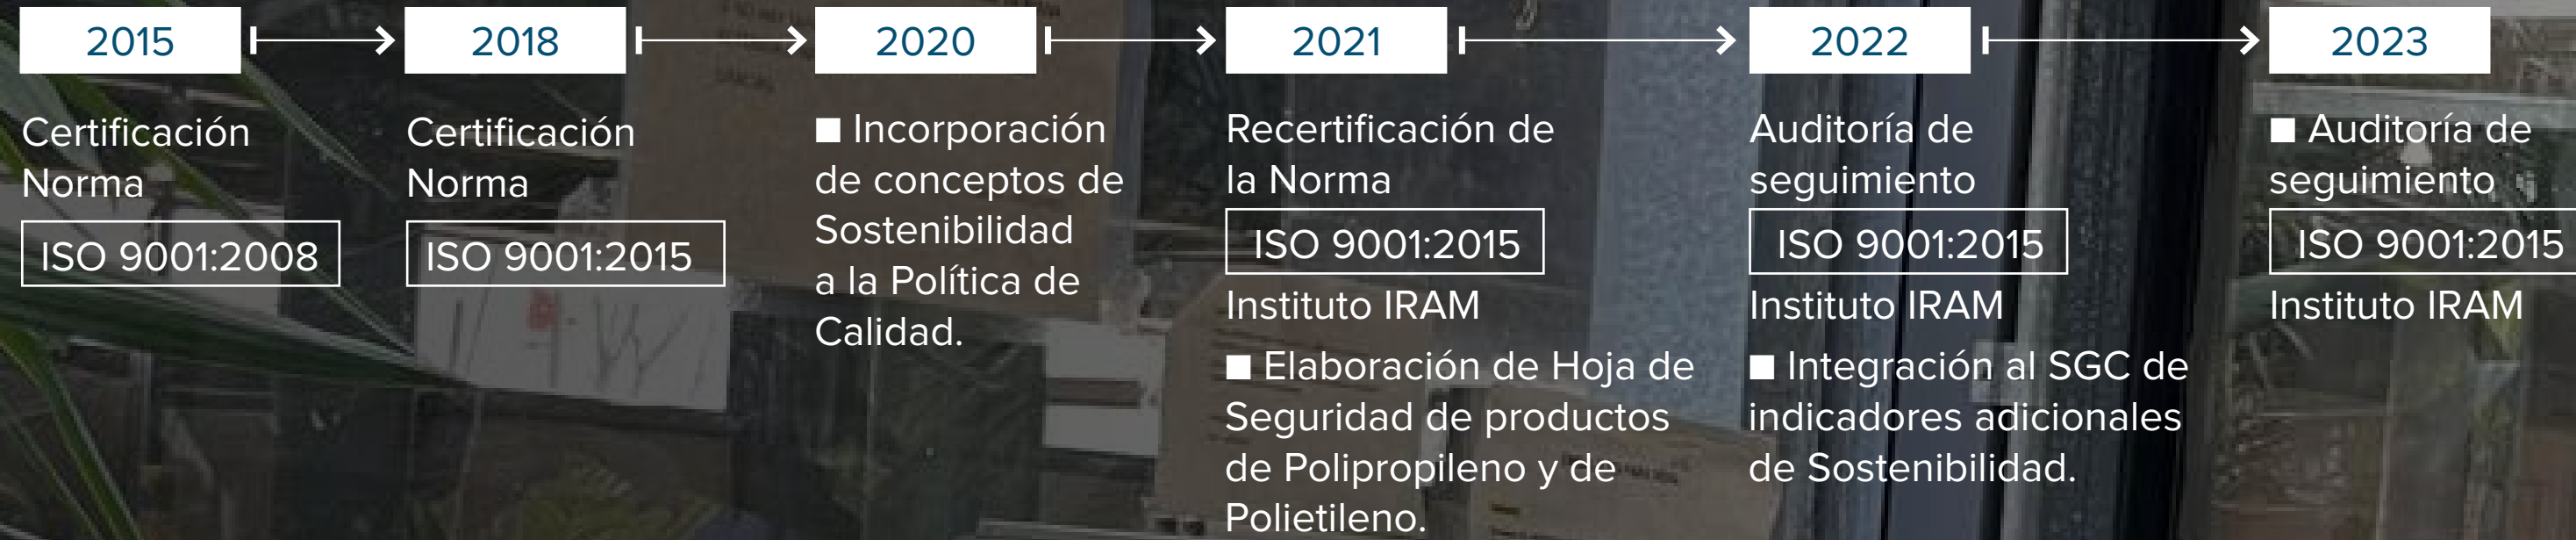 2015
Certificación
Norma
ISO 9001:2008
2018
Certificación
Norma
ISO 9001:2015
2020
■ Incorporación
de conceptos de
Sostenibilidad
a la Política de
Calidad.
2021
Recertificación de
la Norma
ISO 9001:2015
Instituto IRAM
■ Elaboración de Hoja de
Seguridad de productos
de Polipropileno y de
Polietileno.
2022
Auditoría de
seguimiento
ISO 9001:2015
Instituto IRAM
■ Integración al SGC de
indicadores adicionales
de Sostenibilidad.
2023
■ Auditoría de
seguimiento
ISO 9001:2015
Instituto IRAM